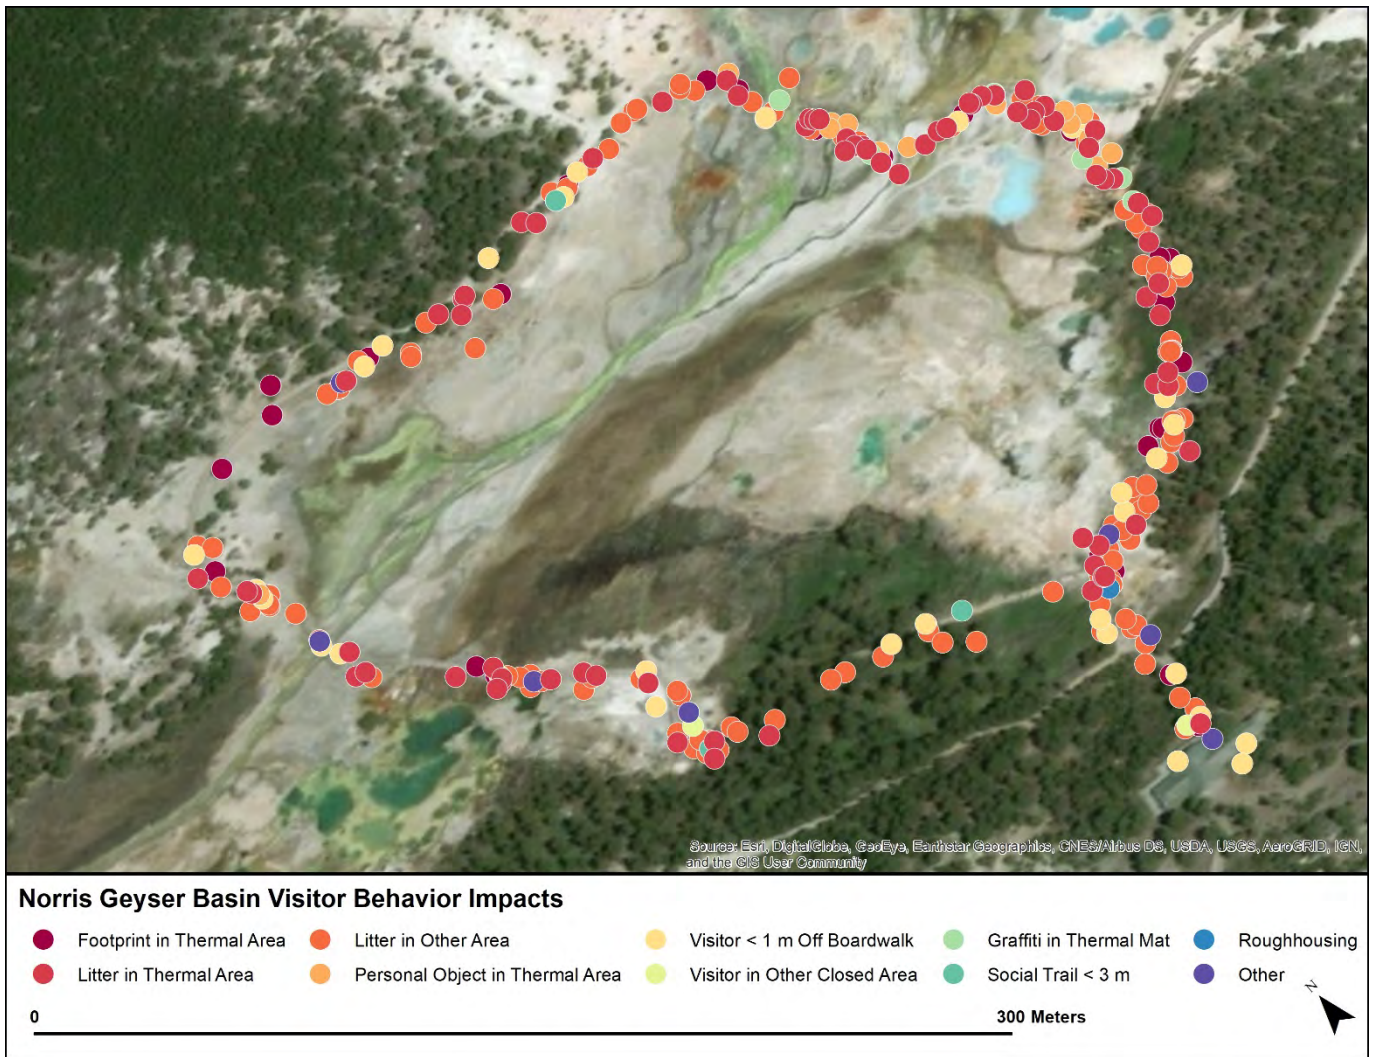 Source: Esri, DigitalGlobe, GeoEye, Earthstar Geographics, CNES/Airbus DS, USDA, USGS, AeroGRID, IGN,
and the GIS User Community
Norris Geyser Basin Visitor Behavior Impacts
Footprint in Thermal Area
Litter in Other Area
Visitor < 1 m Off Boardwalk
Graffiti in Thermal Mat
Roughhousing
Litter in Thermal Area
Personal Object in Thermal Area
Visitor in Other Closed Area
Social Trail < 3 m
Other
N
0
300 Meters